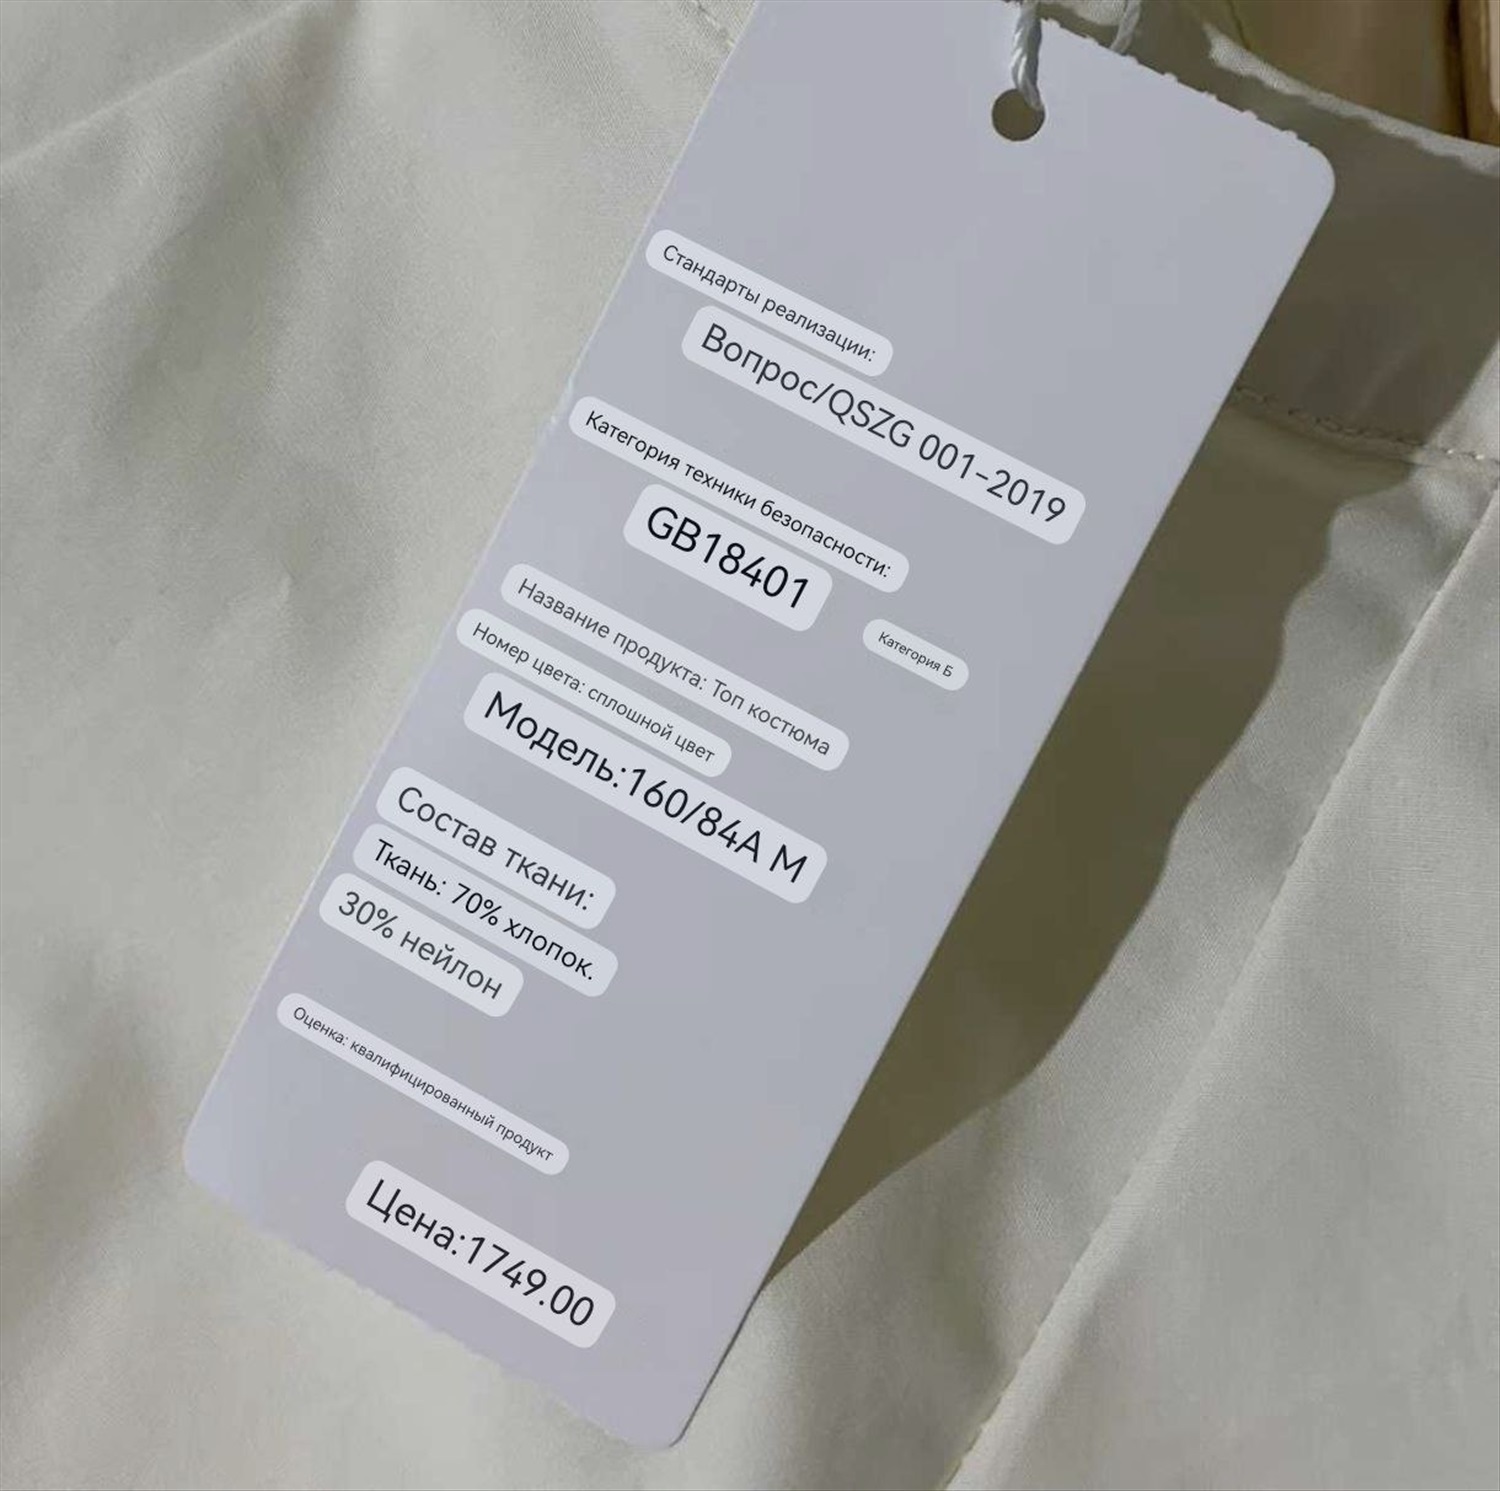 Стандарты реализации:
Вопрос/QSZG 001-2019
Категория техники безопасности:
GB18401
Категория Б
Название продукта: Топ костюма
Номер цвета: сплошной цвет
Модель:160/84A M
Состав ткани:
Ткань: 70% хлопок.
30% нейлон
Оценка: квалифицированный продукт
Цена:1749.00